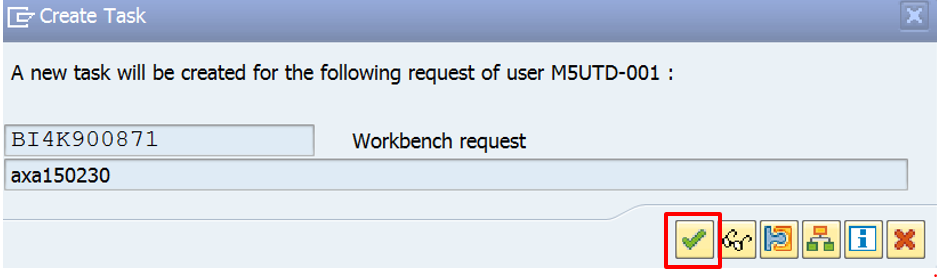 Create Task
A new task will be created for the following request of user M5UTD-001 :
BI4K900871 Workbench request
axa150230